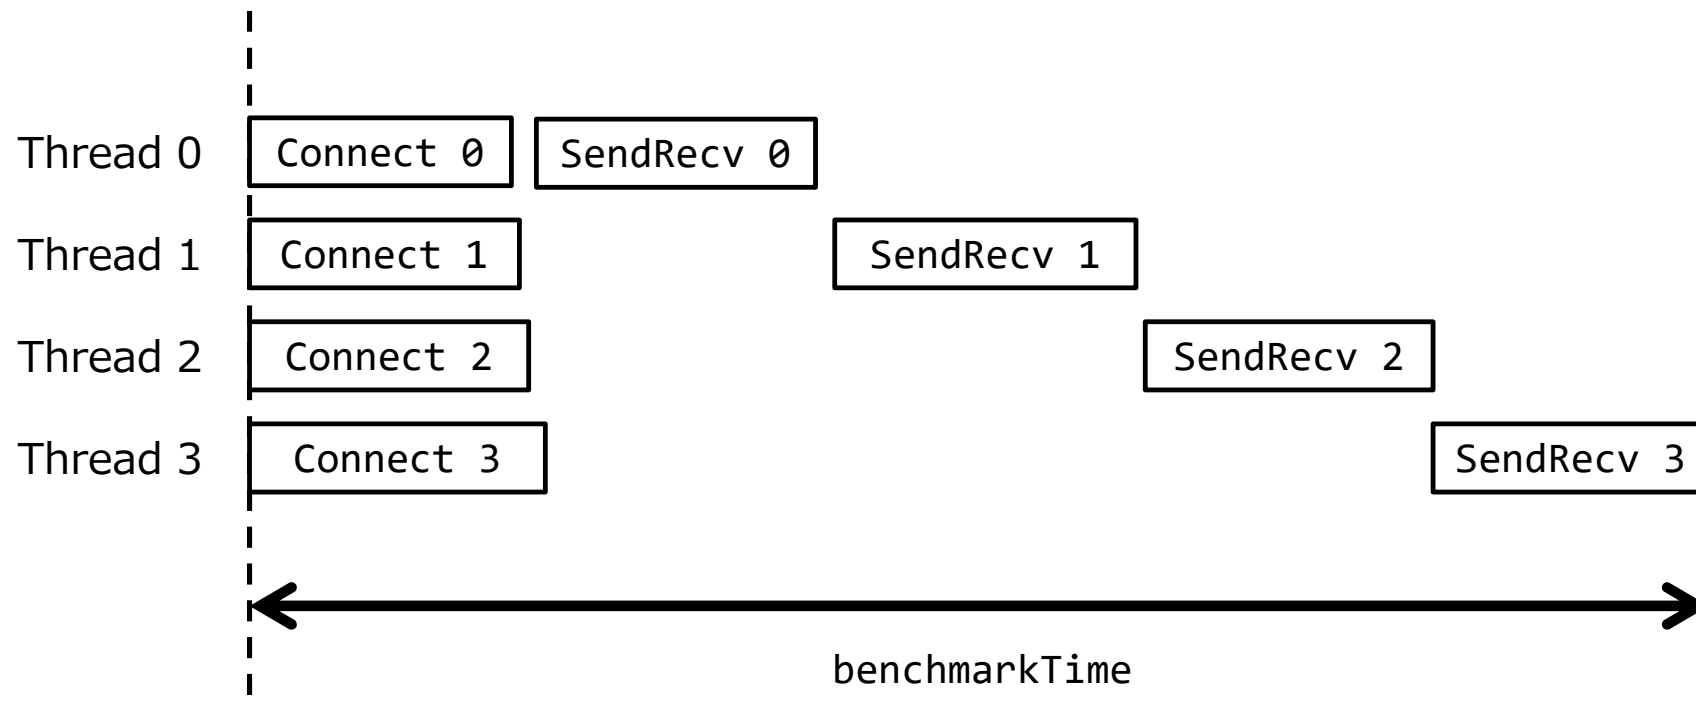 Thread 0 Connect 0 SendRecv 0
Thread 1 Connect 1 SendRecv 1
Thread 2 Connect 2 SendRecv 2
Thread 3 Connect 3 SendRecv 3
benchmarkTime